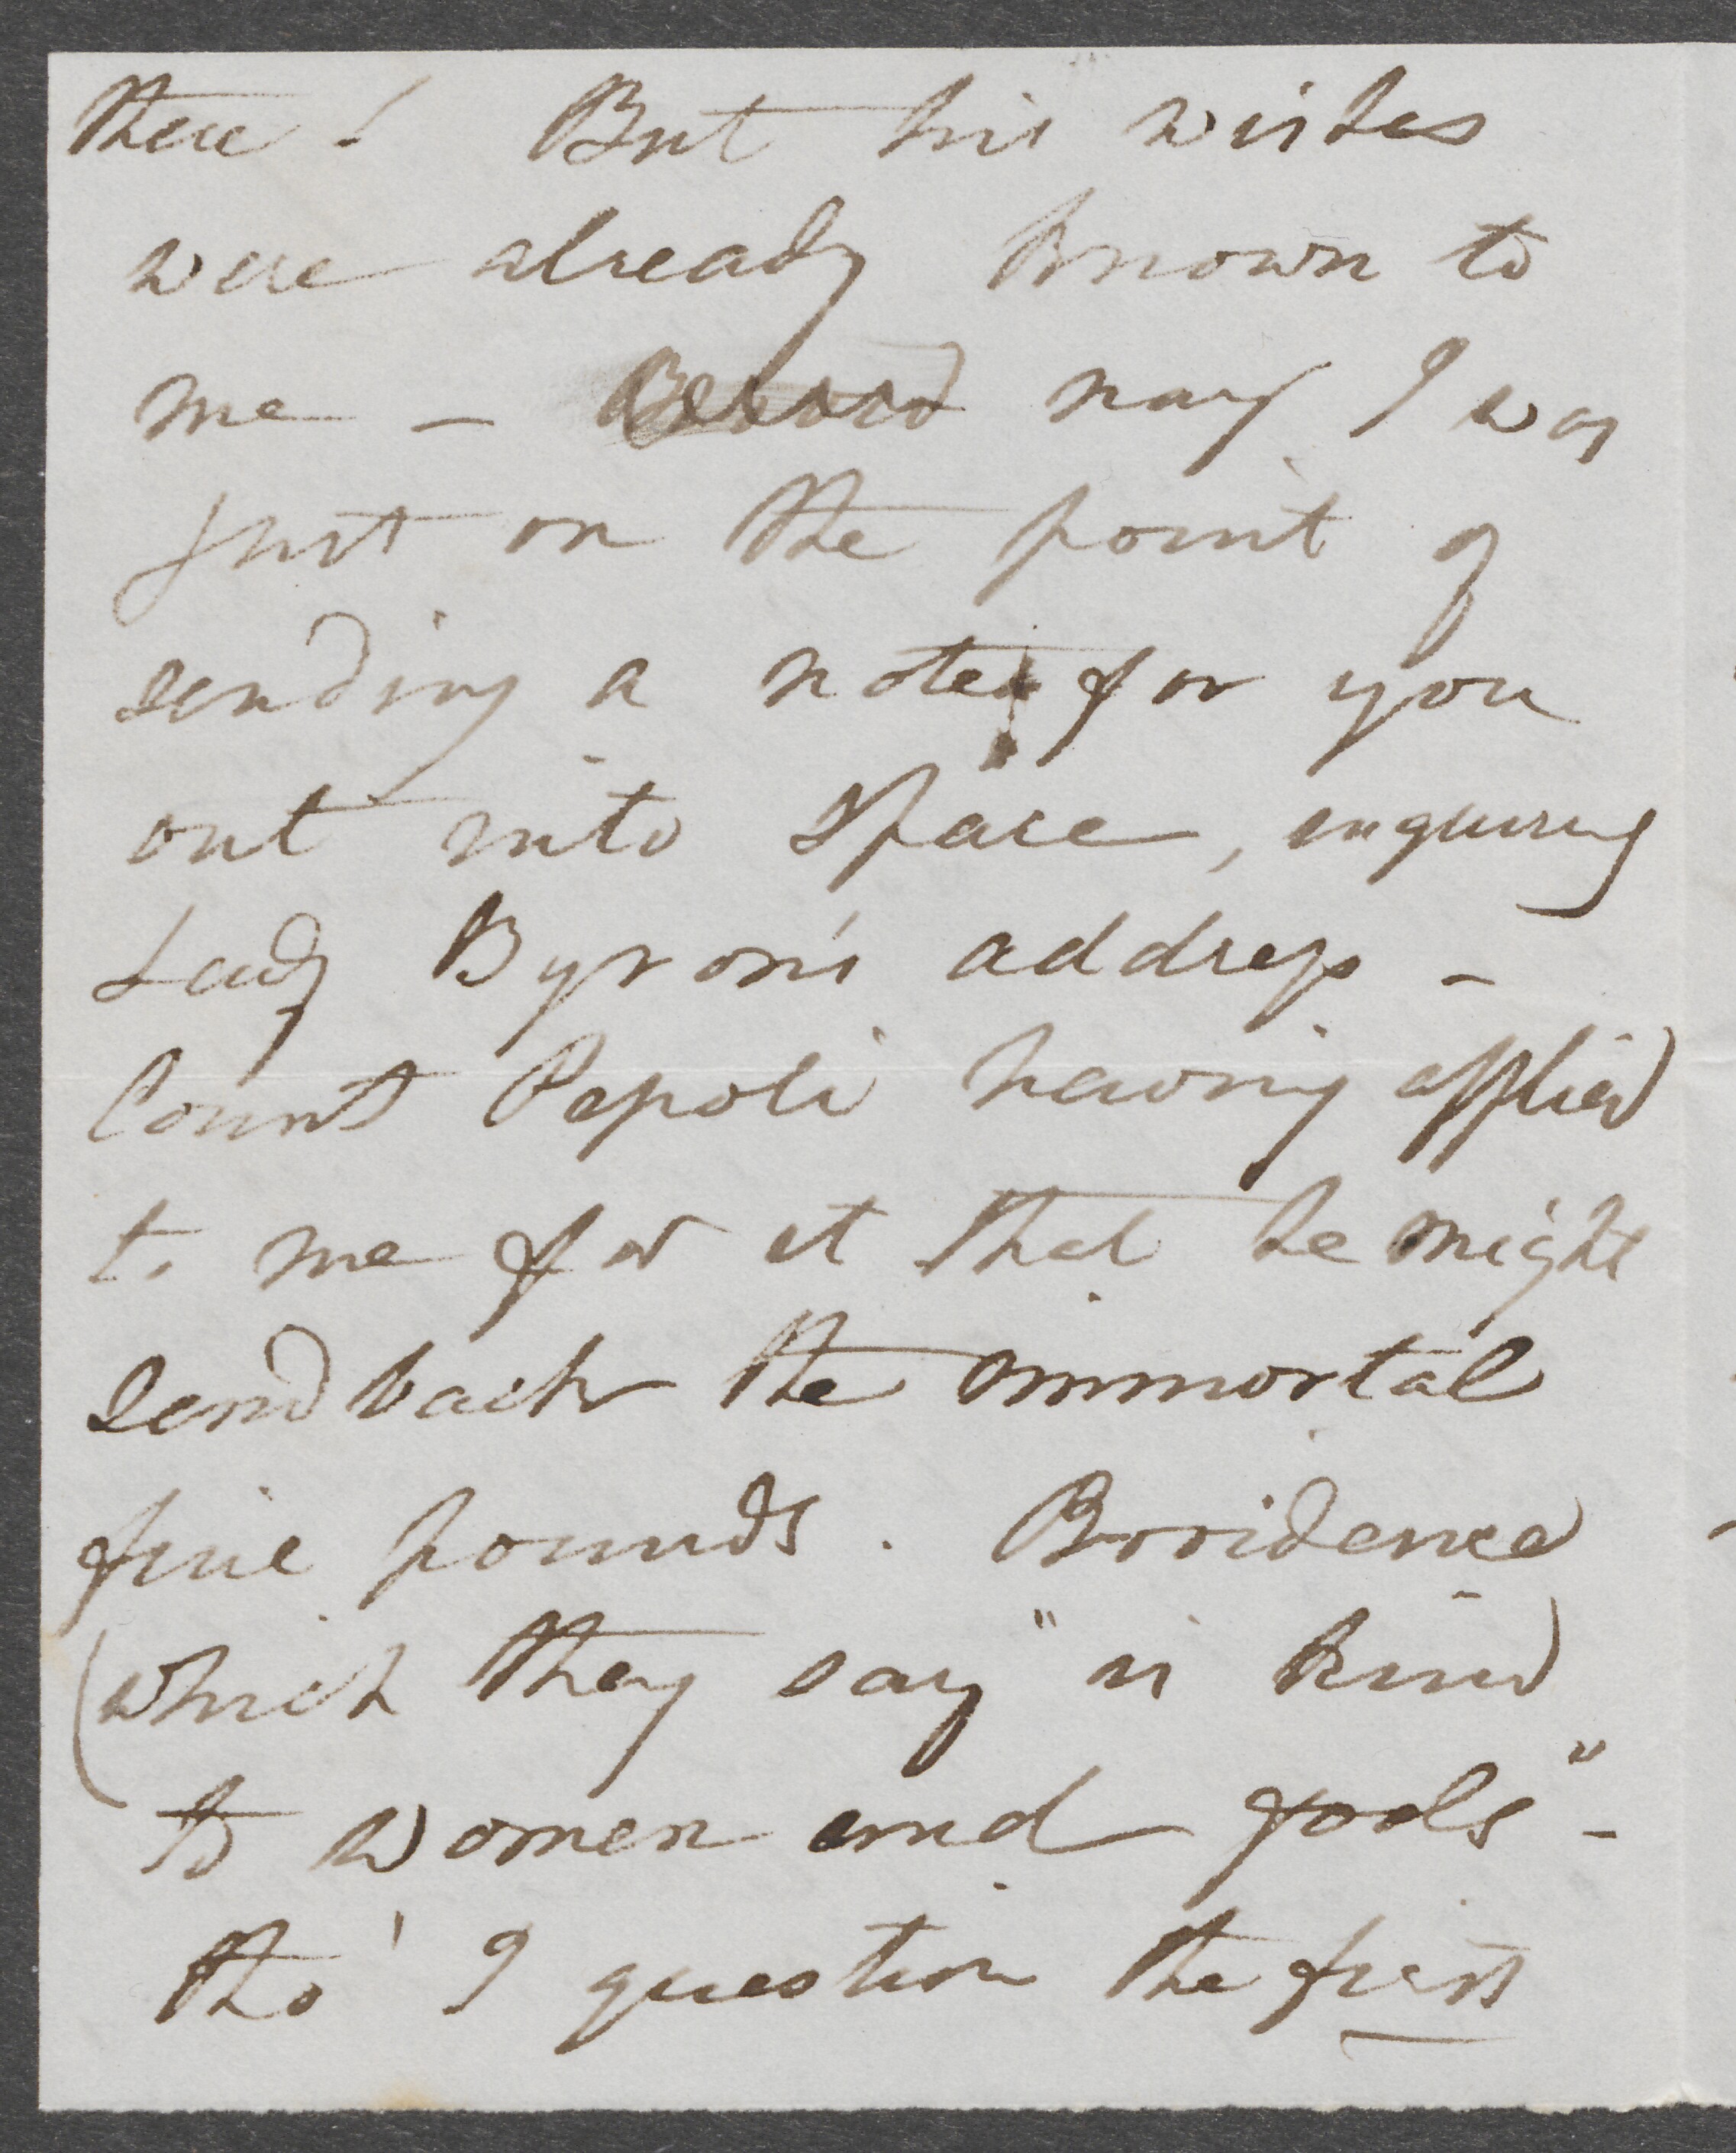 there! But his wishes
were already known to
me – nay I was
just on the point of
sending a note for you
out into space, enquiring
Lady Byron's address –
Count Pepoli having applied
to me for it that he might
send back the immortal
five pounds. Providence
(which they say "is kind
to women and fools" –
tho' I question the first